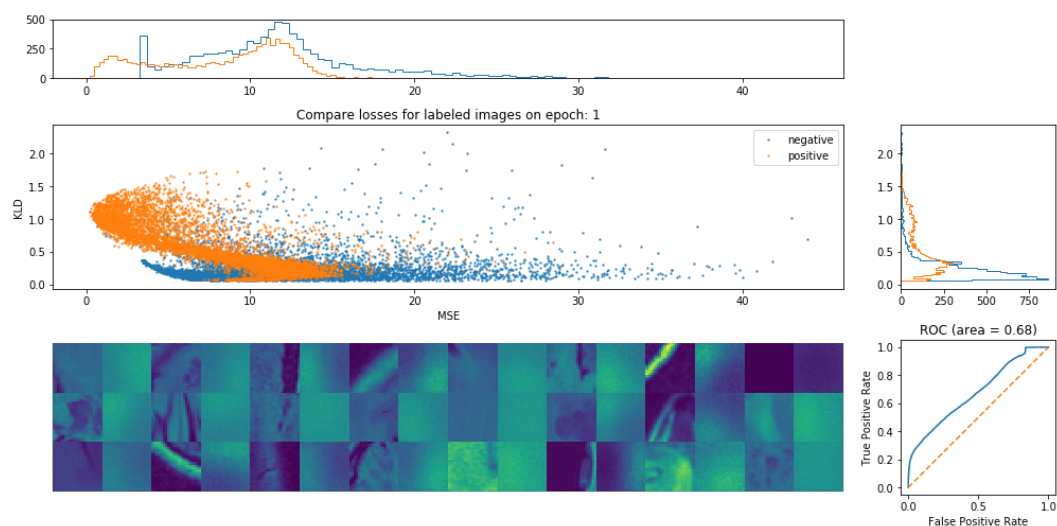 500
250
0
0 10 20 30 40
Compare losses for labeled images on epoch: 1
negative
positive
2.0
1.5
1.0
0.5
0.0
KLD
0 10 20 30 40
MSE
2.0
1.5
1.0
0.5
0.0
0 250 500 750
ROC (area = 0.68)
1.0
0.8
0.6
0.4
0.2
0.0
True Positive Rate
0.0 0.5 1.0
False Positive Rate